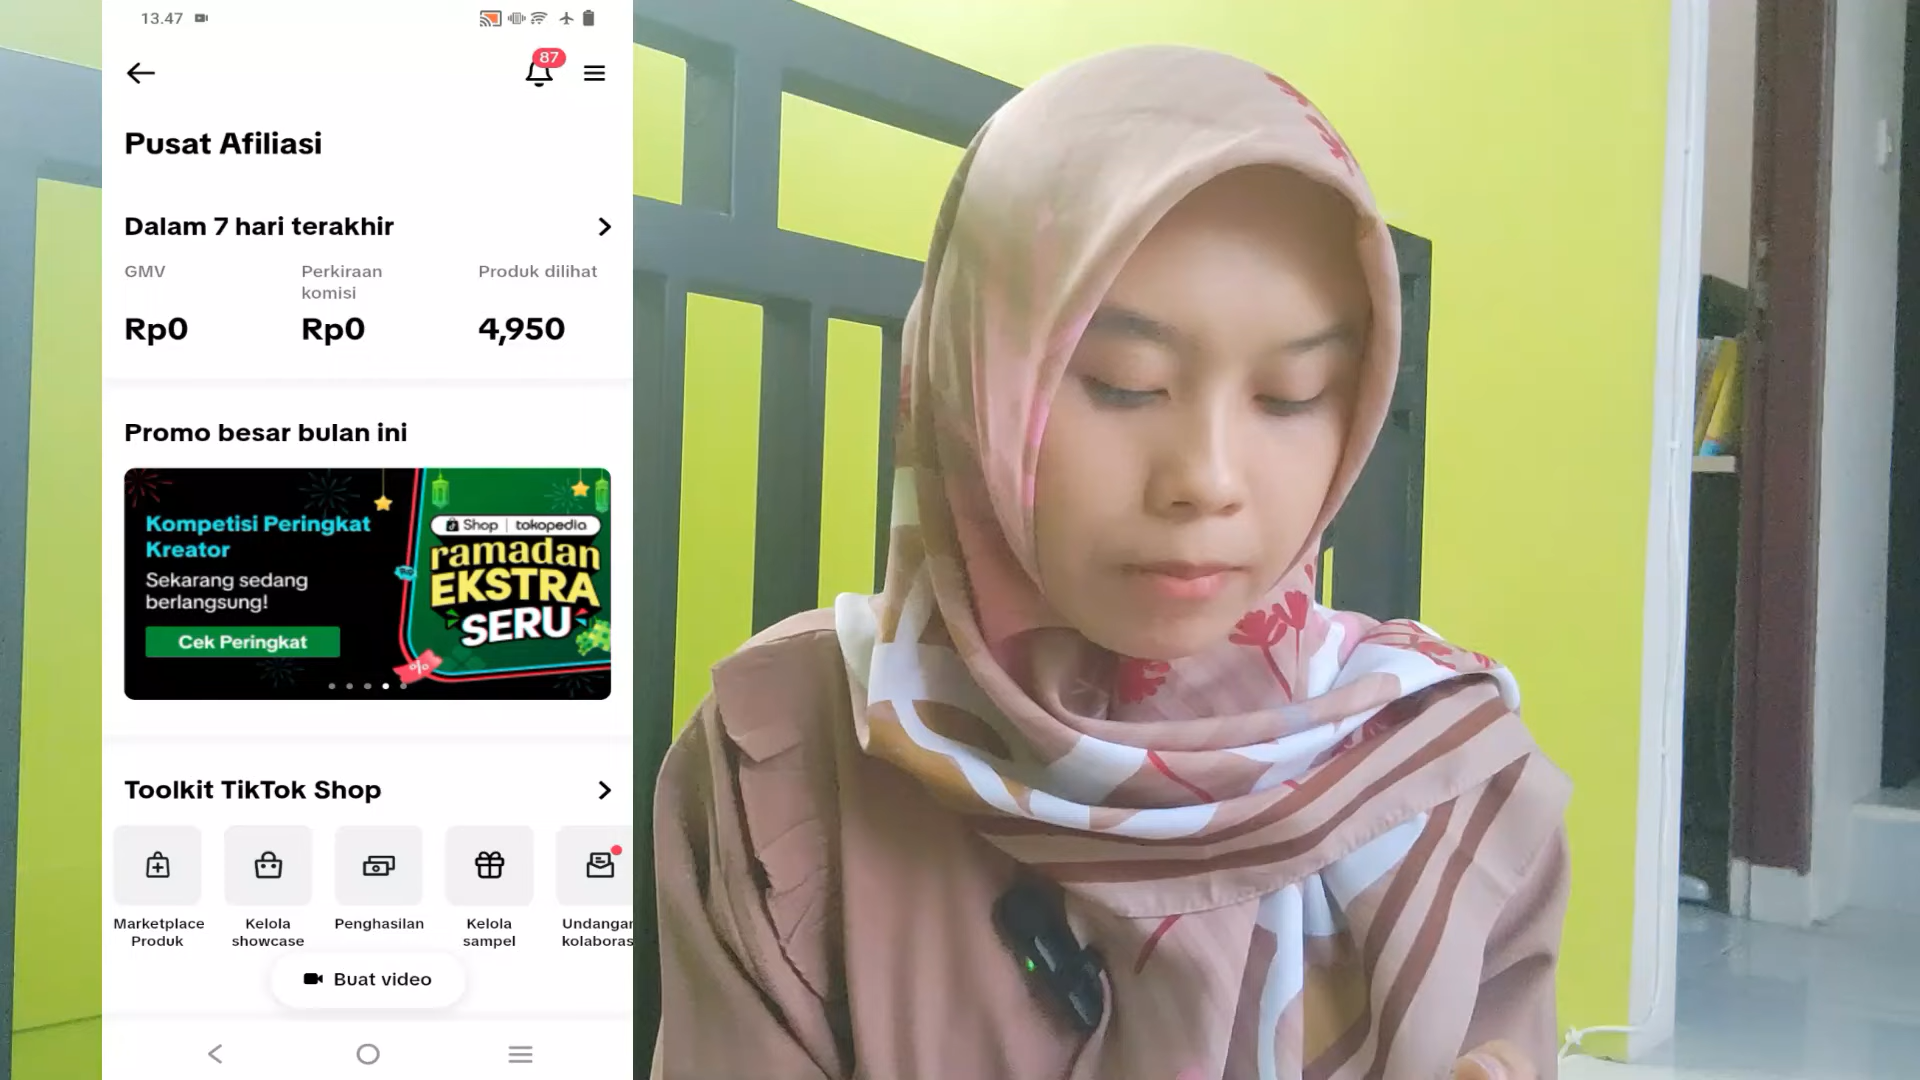 13.47
87
Pusat Afiliasi
Dalam 7 hari terakhir
GMV
Perkiraan
komisi
Produk dilihat
Rp0
Rp0
4,950
Promo besar bulan ini
Kompetisi Peringkat
Kreator
Sekarang sedang
berlangsung!
Cek Peringkat
Shop | tokopedia
ramadan
EKSTRA
SERU
%
Toolkit TikTok Shop
Marketplace
Produk
Kelola
showcase
Penghasilan
Kelola
sampel
Undangan
kolaboras
Buat video